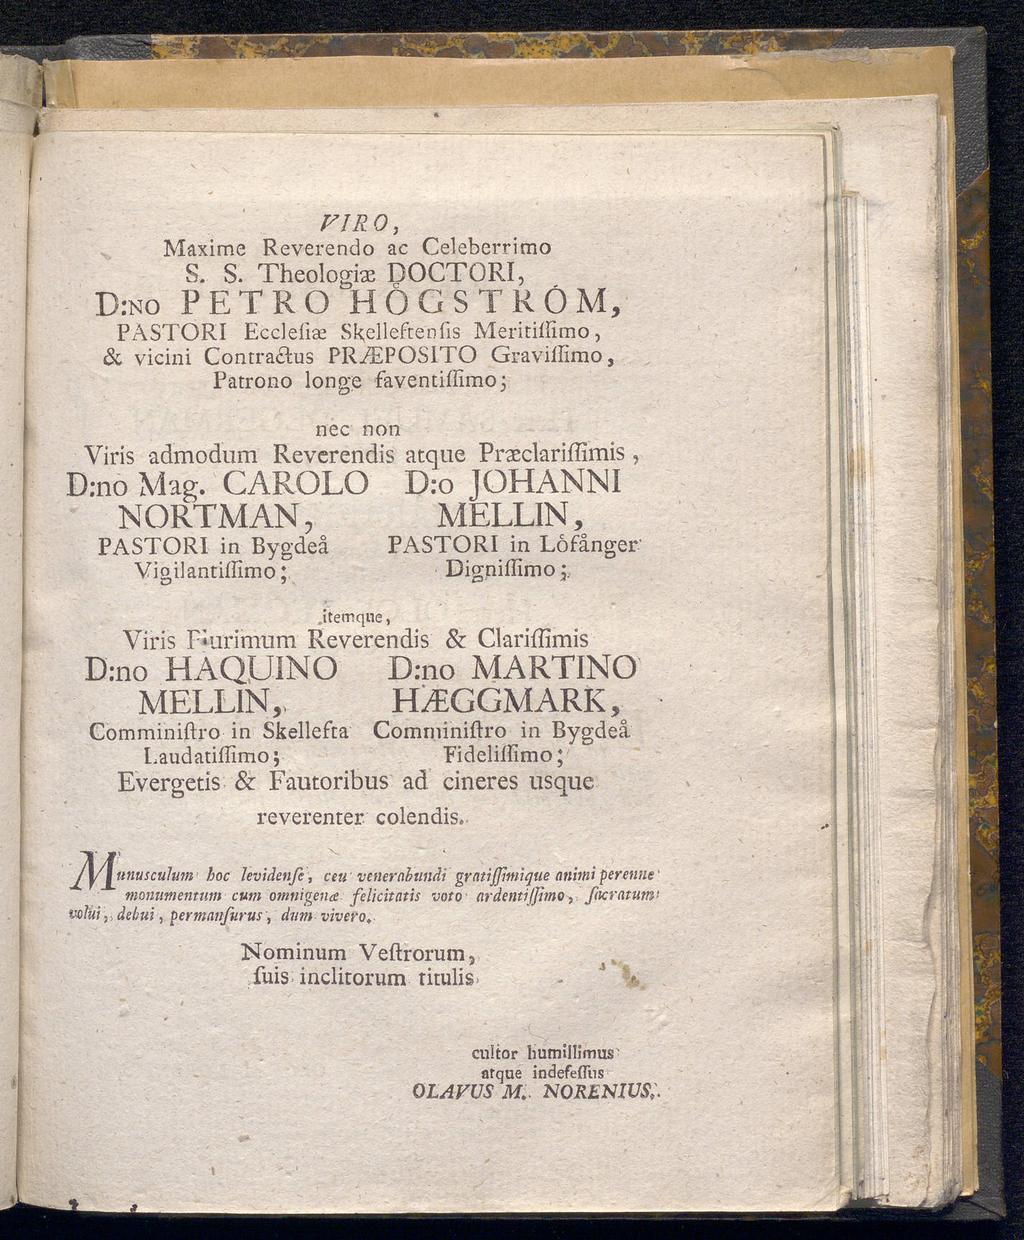 VIRO,
Maxime Reverendo ac Celeberrimo
S. S. Theologiæ DOCTORI,
D:NO PETRO HÖGSTRÖM,
PASTORI Ecclesiæ Skelleftensis Meritissimo,
& vicini Contractus PRÆPOSITO Gravissimo,
Patrono longe faventissimo;
nec non
Viris admodum Reverendis atque Præclarissimis,
D:no Mag. CAROLO
NORTMAN,
PASTORI in Bygdeå
Vigilantissimo;
D:o JOHANNI
MELLIN,
PASTORI in Löfånger
Dignissimo;
itemque,
Viris Plurimum Reverendis & Clarissimis
D:no HAQUINO
MELLIN,
Comministro in Skellefta
Laudatissimo;
D:no MARTINO
HÆGGMARK,
Comministro in Bygdeå
Fidelissimo;
Evergetis & Fautoribus ad cineres usque
reverenter colendis.
Munusculum hoc levidense, ceu venerabundi gratissimique animi perenne
monumentum cum omnigenæ felicitatis voto ardentissimo, sacratum
volui, debui, permansurus, dum vivero.
Nominum Vestrorum,
suis inclitorum titulis
cultor humillimus
atque indefessus
OLAVUS M. NORENIUS.